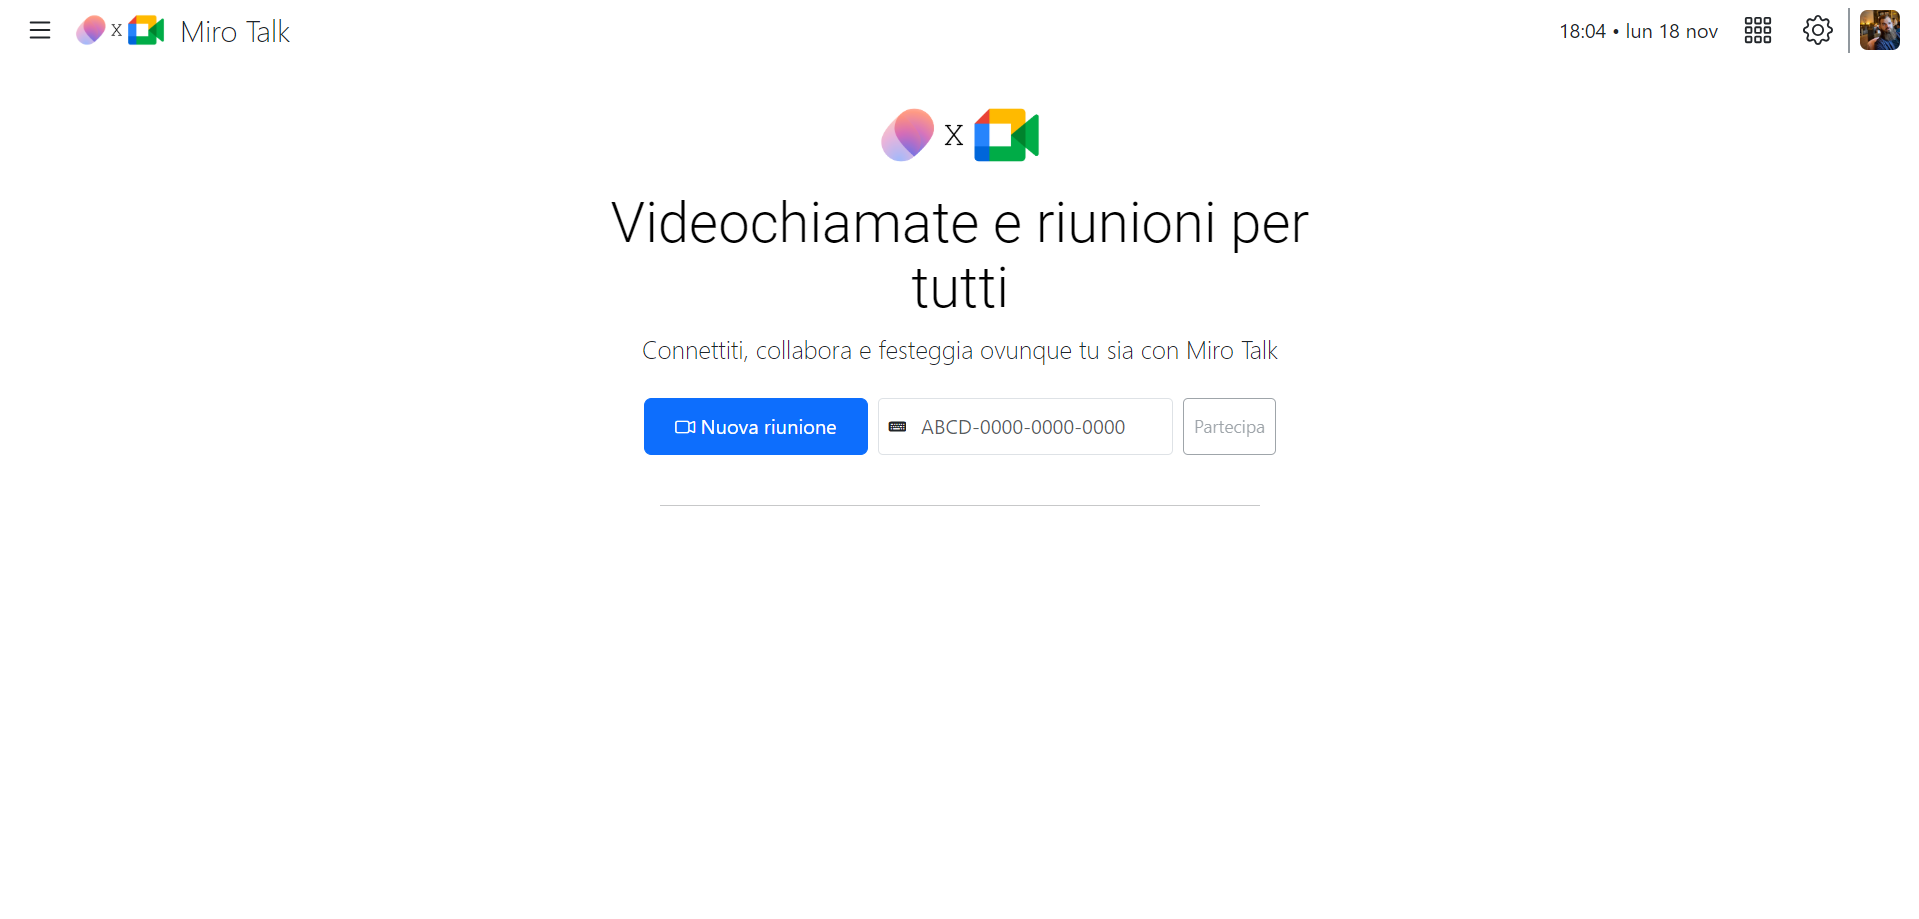 x Miro Talk
18:04 • lun 18 nov
x
Videochiamate e riunioni per
tutti
Connettiti, collabora e festeggia ovunque tu sia con Miro Talk
Nuova riunione
ABCD-0000-0000-0000
Partecipa